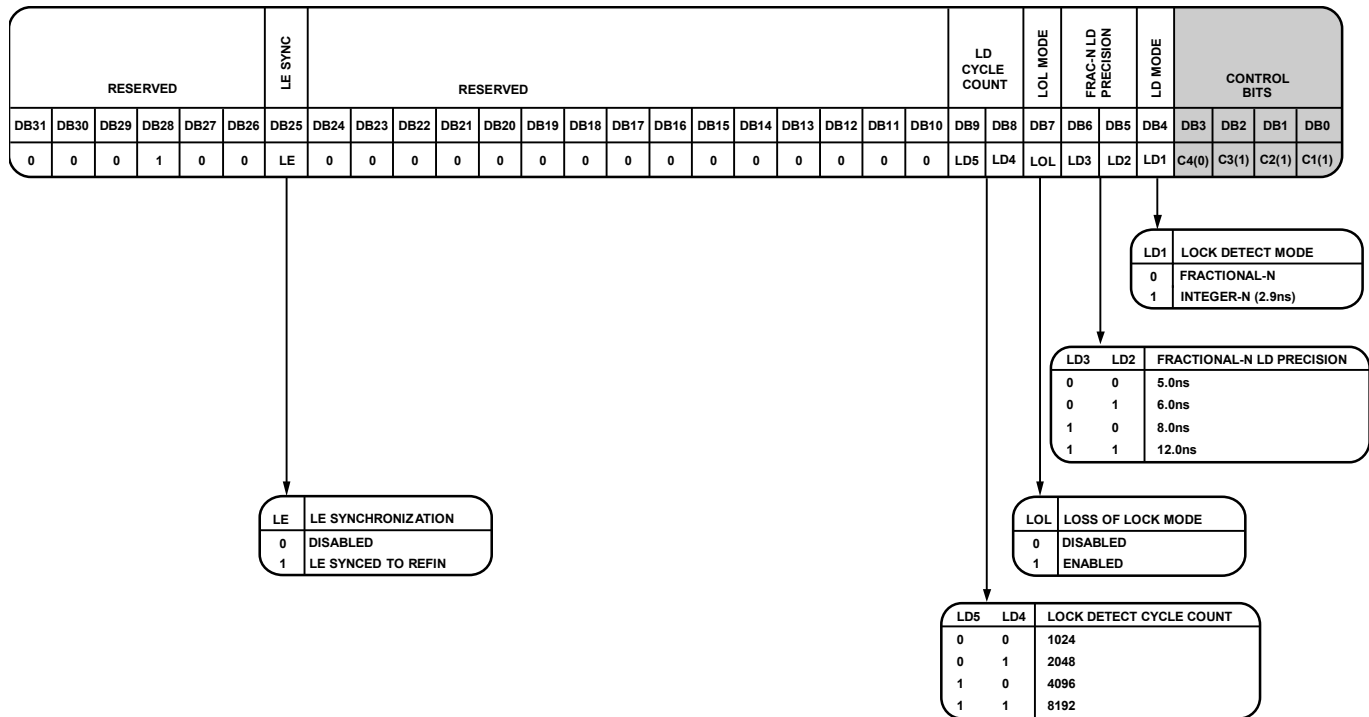 RESERVED
LE SYNC
RESERVED
LD
CYCLE
COUNT
LOL MODE
FRAC-N LD
PRECISION
LD MODE
CONTROL
BITS
DB31 DB30 DB29 DB28 DB27 DB26 DB25 DB24 DB23 DB22 DB21 DB20 DB19 DB18 DB17 DB16 DB15 DB14 DB13 DB12 DB11 DB10 DB9 DB8 DB7 DB6 DB5 DB4 DB3 DB2 DB1 DB0
0 0 0 1 0 0 LE 0 0 0 0 0 0 0 0 0 0 0 0 0 0 0 LD5 LD4 LOL LD3 LD2 LD1 C4(0) C3(1) C2(1) C1(1)
LD1 LOCK DETECT MODE
0 FRACTIONAL-N
1 INTEGER-N (2.9ns)
LD3 LD2 FRACTIONAL-N LD PRECISION
0 0 5.0ns
0 1 6.0ns
1 0 8.0ns
1 1 12.0ns
LE LE SYNCHRONIZATION
0 DISABLED
1 LE SYNCED TO REFIN
LOL LOSS OF LOCK MODE
0 DISABLED
1 ENABLED
LD5 LD4 LOCK DETECT CYCLE COUNT
0 0 1024
0 1 2048
1 0 4096
1 1 8192